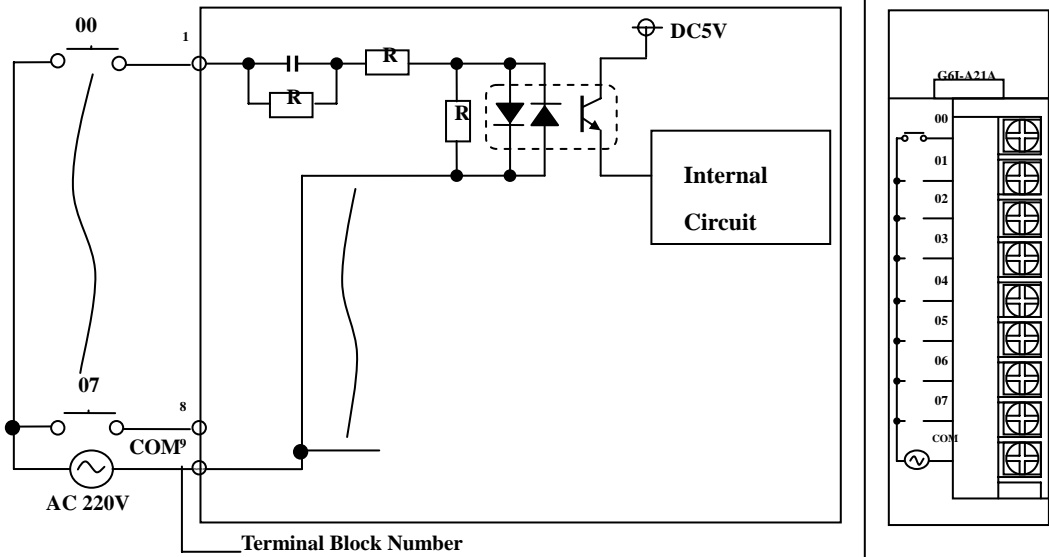 00
1
R
R
R
DC5V
Internal
Circuit
07
8
COM
9
AC 220V
Terminal Block Number
G6I-A21A
00
01
02
03
04
05
06
07
COM